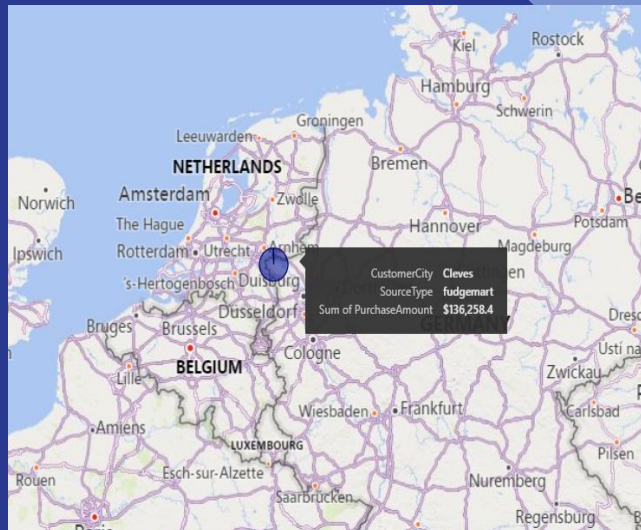 Kiel
Rostock
Hamburg
Schwerin
Groningen
Leeuwarden
Bremen
NETHERLANDS
Norwich
Amsterdam
Zwolle
Potsdam
The Hague
Hannover
Magdeburg
Ipswich
Rotterdam
Utrecht
Arnhem
's-Hertogenbosch
Duisburg
CustomerCity Cleves
SourceType fudgemart
Sum of PurchaseAmount $136,258.4
Düsseldorf
GERMANY
Bruges
Brussels
Cologne
Lille
BELGIUM
Zwickau
Wiesbaden
Frankfurt
Carlsbad
Amiens
LUXEMBOURG
Pilsen
Rouen
Esch-sur-Alzette
Nuremberg
Saarbrücken
Regensburg